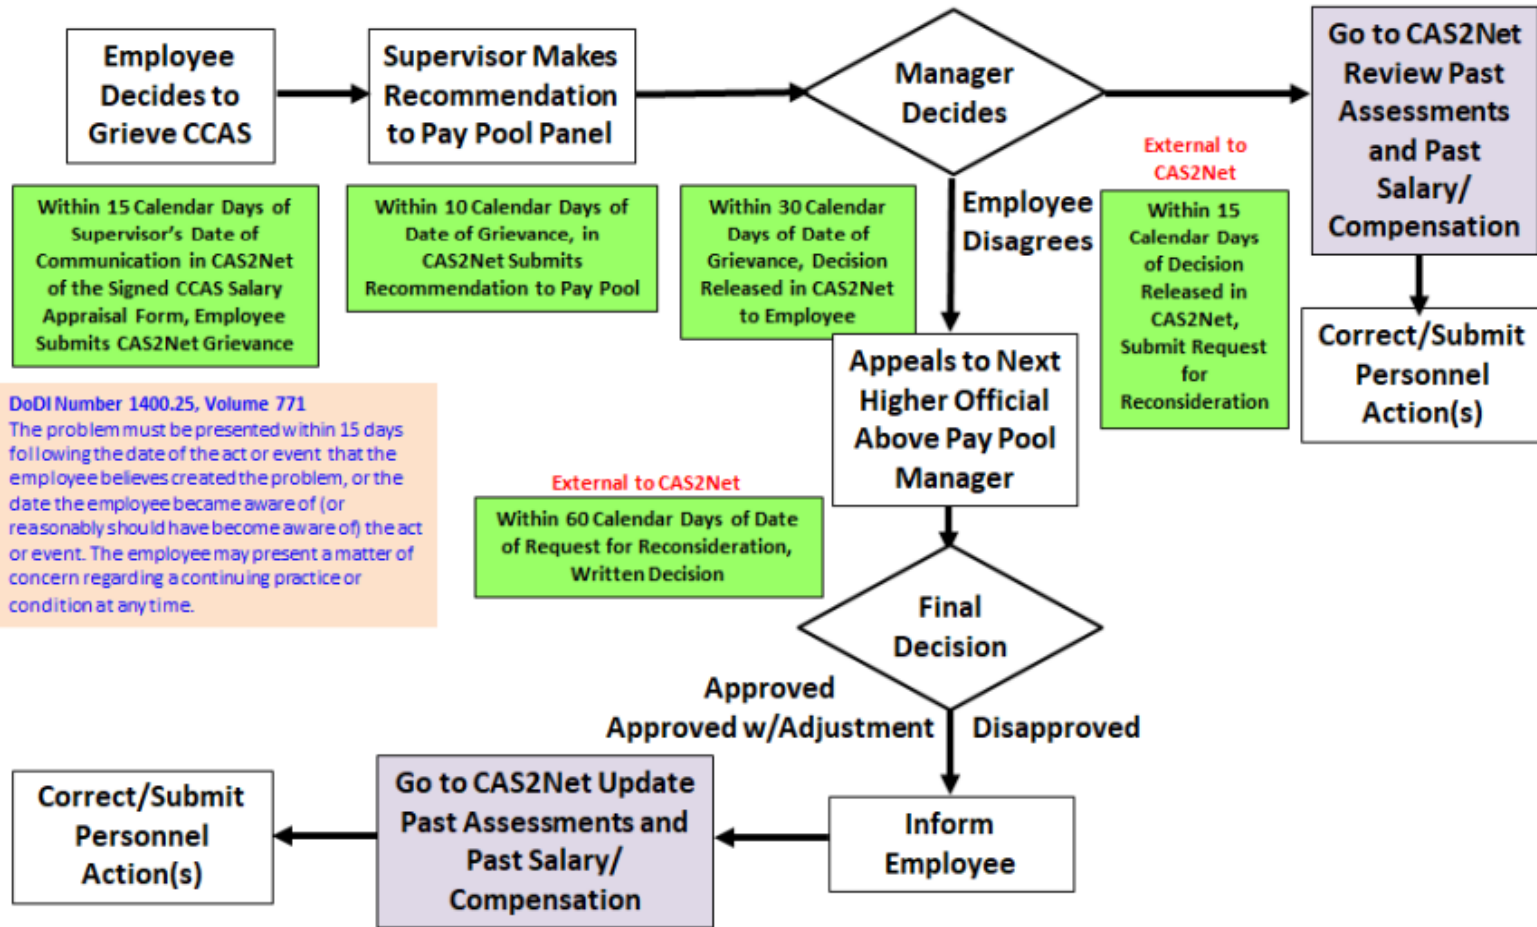 Employee
Decides to
Grieve CCAS
Supervisor Makes
Recommendation
to Pay Pool Panel
Manager
Decides
Go to CAS2Net
Review Past
Assessments
and Past
Salary/
Compensation
Within 15 Calendar Days of
Supervisor's Date of
Communication in CAS2Net
of the Signed CCAS Salary
Appraisal Form, Employee
Submits CAS2Net Grievance
Within 10 Calendar Days of
Date of Grievance, in
CAS2Net Submits
Recommendation to Pay Pool
Within 30 Calendar
Days of Date of
Grievance, Decision
Released in CAS2Net
to Employee
Employee
Disagrees
External to
CAS2Net
Within 15
Calendar Days
of Decision
Released in
CAS2Net,
Submit Request
for
Reconsideration
Correct/Submit
Personnel
Action(s)
Appeals to Next
Higher Official
Above Pay Pool
Manager
DoDI Number 1400.25, Volume 771
The problem must be presented within 15 days
following the date of the act or event that the
employee believes created the problem, or the
date the employee became aware of (or
reasonably should have become aware of) the act
or event. The employee may present a matter of
concern regarding a continuing practice or
condition at any time.
External to CAS2Net
Within 60 Calendar Days of Date
of Request for Reconsideration,
Written Decision
Final
Decision
Approved
Approved w/Adjustment
Disapproved
Inform
Employee
Go to CAS2Net Update
Past Assessments and
Past Salary/
Compensation
Correct/Submit
Personnel
Action(s)